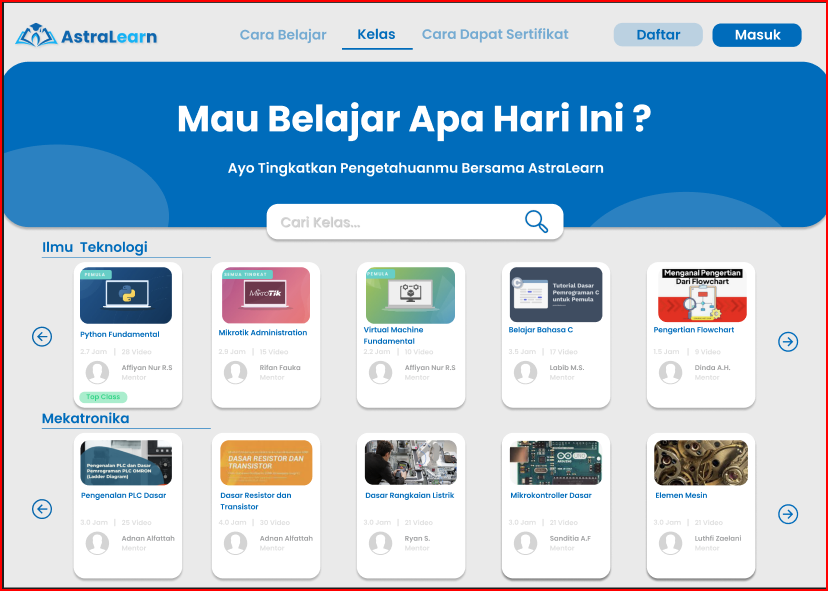 AstraLearn
Cara Belajar
Kelas
Cara Dapat Sertifikat
Daftar
Masuk
Mau Belajar Apa Hari Ini ?
Ayo Tingkatkan Pengetahuanmu Bersama AstraLearn
Cari Kelas...
Ilmu Teknologi
PEMULA
Python Fundamental
2.7 Jam | 28 Video
Affiyan Nur R.S
Mentor
Top Class
SEMUA TINGKAT
MikroTik
Mikrotik Administration
2.9 Jam | 15 Video
Rifan Fauka
Mentor
PEMULA
Virtual Machine
Fundamental
2.2 Jam | 10 Video
Affiyan Nur R.S
Mentor
Tutorial Dasar
Pemrograman C
untuk Pemula
Belajar Bahasa C
3.5 Jam | 17 Video
Labib M.S.
Mentor
Menganal Pengertian
Dari Flowchart
Pengertian Flowchart
1.5 Jam | 9 Video
Dinda A.H.
Mentor
Mekatronika
Pengenalan PLC dan Dasar
Pemrograman PLC OMRON
(Ladder Diagram)
Pengenalan PLC Dasar
3.0 Jam | 25 Video
Adnan Alfattah
Mentor
DASAR RESISTOR DAN
TRANSISTOR
Dasar Resistor dan
Transistor
4.0 Jam | 30 Video
Adnan Alfattah
Mentor
Dasar Rangkaian Listrik
3.0 Jam | 21 Video
Ryan S.
Mentor
ARDUINO
Mikrokontroller Dasar
3.0 Jam | 21 Video
Sanditia A.F
Mentor
Elemen Mesin
3.0 Jam | 21 Video
Luthfi Zaelani
Mentor